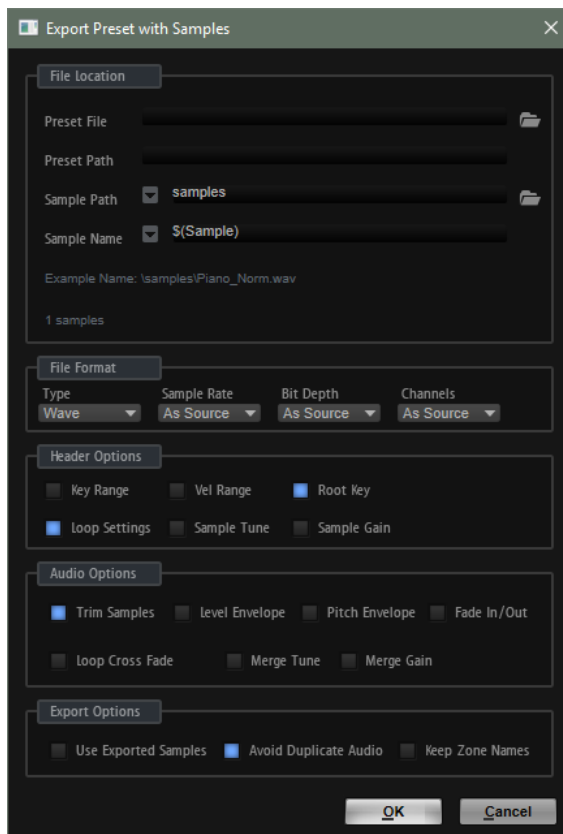 Export Preset with Samples
File Location
Preset File
Preset Path
Sample Path samples
Sample Name $(Sample)
Example Name: \samples\Piano_Norm.wav
1 samples
File Format
Type Sample Rate Bit Depth Channels
Wave As Source As Source As Source
Header Options
Key Range Vel Range Root Key
Loop Settings Sample Tune Sample Gain
Audio Options
Trim Samples Level Envelope Pitch Envelope Fade In/Out
Loop Cross Fade Merge Tune Merge Gain
Export Options
Use Exported Samples Avoid Duplicate Audio Keep Zone Names
OK Cancel